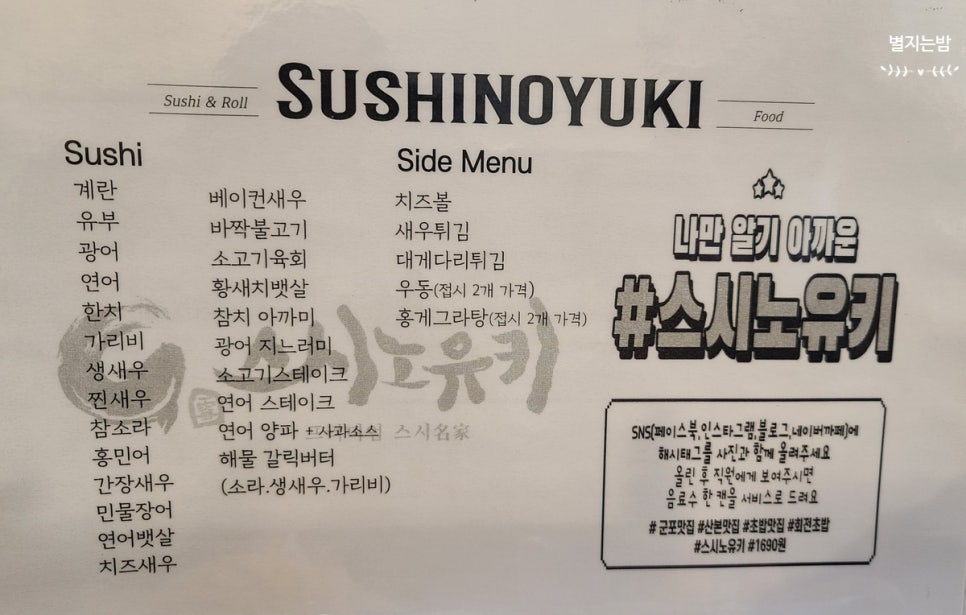 별지는밤
SUSHINOYUKI
Sushi & Roll
Food
Sushi
계란
유부
광어
연어
한치
가리비
생새우
찐새우
참소라
홍민어
간장새우
민물장어
연어뱃살
치즈새우
베이컨새우
바짝불고기
소고기육회
황새치뱃살
참치 아까미
광어 지느러미
소고기스테이크
연어 스테이크
연어 양파 + 사과소스
해물 갈릭버터
(소라.생새우.가리비)
Side Menu
치즈볼
새우튀김
대게다리튀김
우동(접시 2개 가격)
홍게그라탕(접시 2개 가격)
스시노유키
스시名家
나만 알기 아까운
#스시노유키
SNS(페이스북,인스타그램,블로그,네이버까페)에
해시태그를 사진과 함께 올려주세요
올린 후 직원에게 보여주시면
음료수 한 캔을 서비스로 드려요
# 군포맛집 #산본맛집 #초밥맛집 #회전초밥
#스시노유키 #1690원